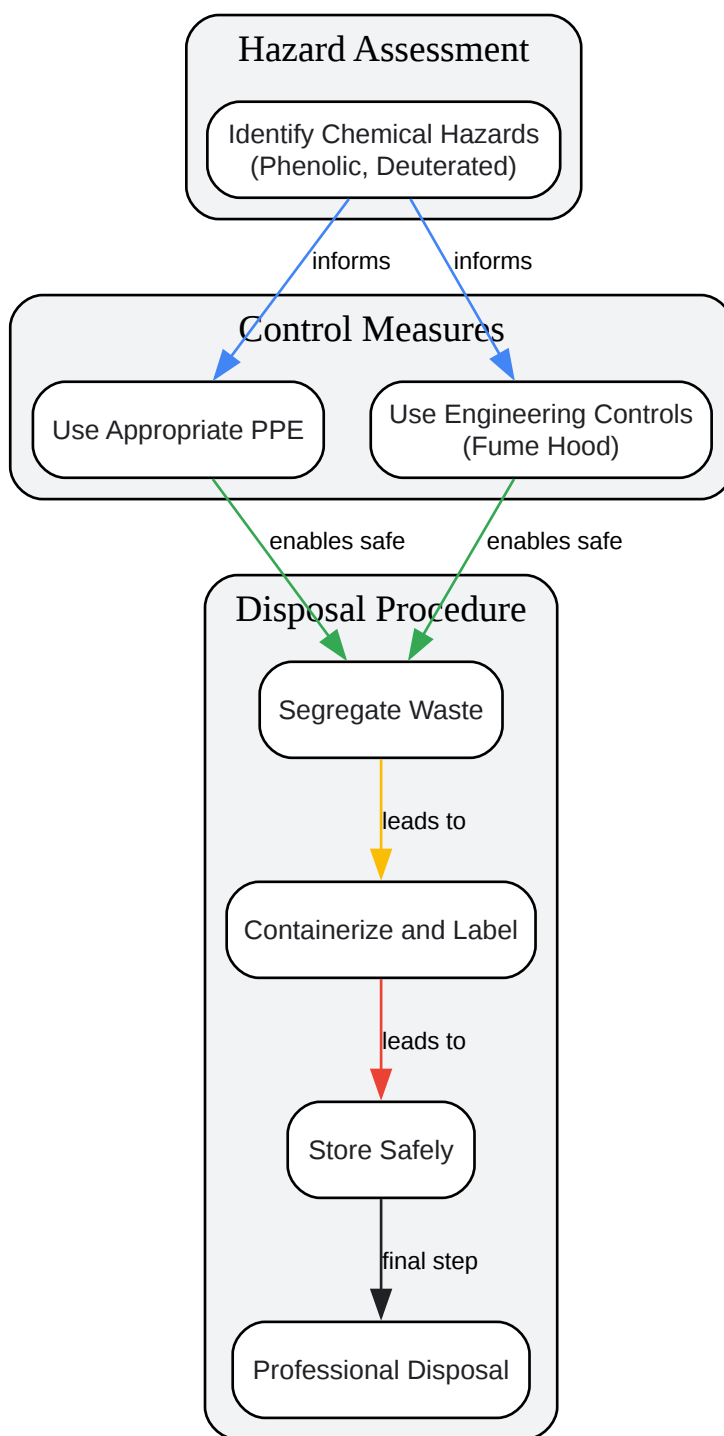 Hazard Assessment
Identify Chemical Hazards
(Phenolic, Deuterated)
informs
informs
Control Measures
Use Appropriate PPE
Use Engineering Controls
(Fume Hood)
enables safe
enables safe
Disposal Procedure
Segregate Waste
leads to
Containerize and Label
leads to
Store Safely
final step
Professional Disposal